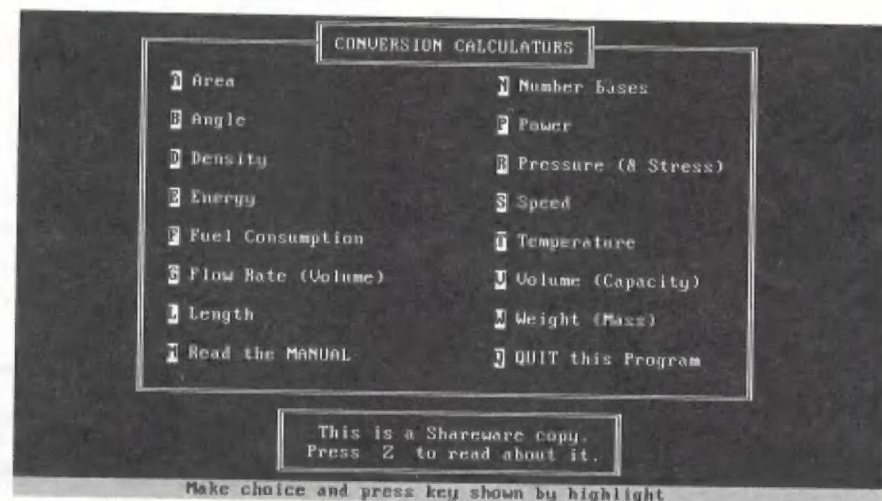 CONVERSION CALCULATORS
A Area
B Angle
D Density
E Energy
F Fuel Consumption
G Flow Rate (Volume)
L Length
M Read the MANUAL
N Number Bases
P Power
R Pressure (& Stress)
S Speed
T Temperature
V Volume (Capacity)
W Weight (Mass)
Q QUIT this Program
This is a Shareware copy.
Press Z to read about it.
Make choice and press key shown by highlight